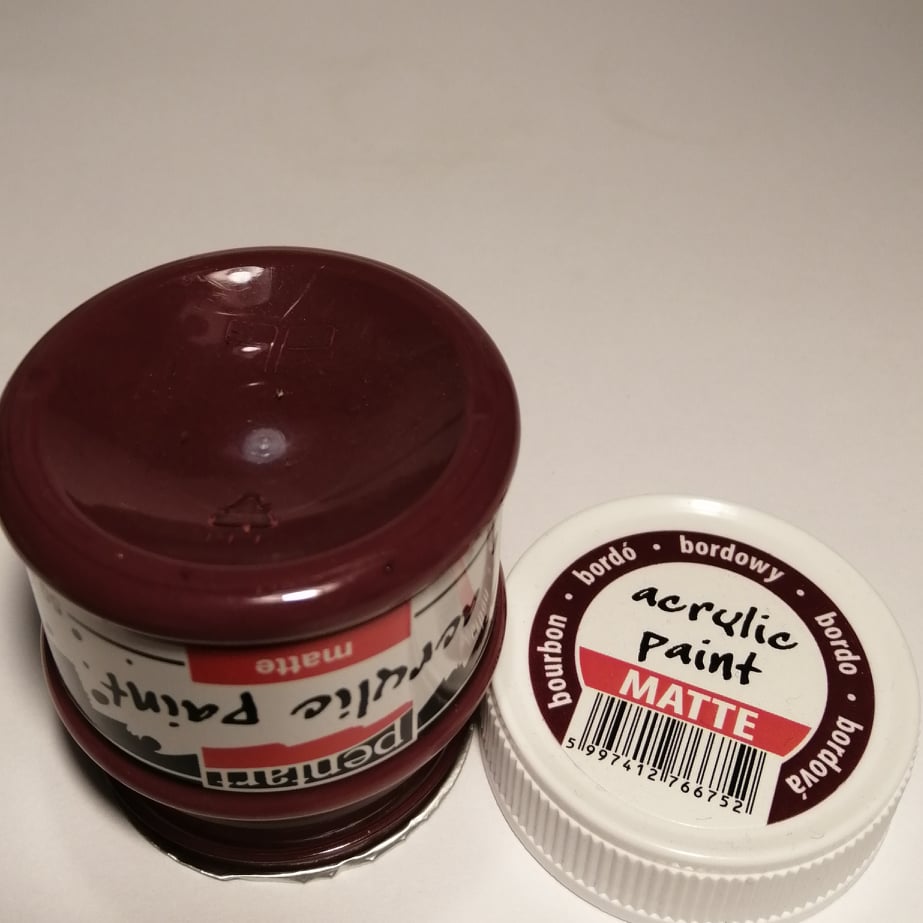 matte
acrylic paint
pentart
bourbon • bordó • bordowy • bordo • bordová
acrylic
paint
MATTE
5 997412 766752